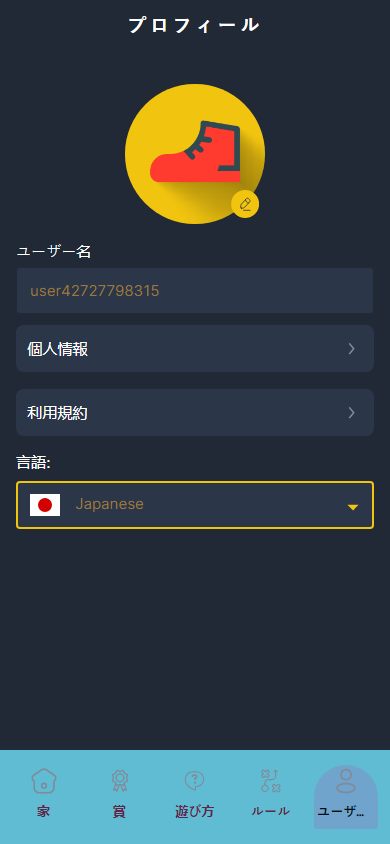 プロフィール
ユーザー名
user42727798315
個人情報
利用規約
言語:
Japanese
家
賞
遊び方
ルール
ユーザ...